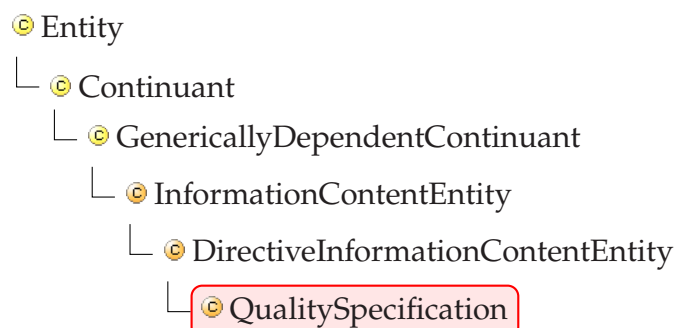 Entity
Continuant
GenericallyDependentContinuant
InformationContentEntity
DirectiveInformationContentEntity
QualitySpecification